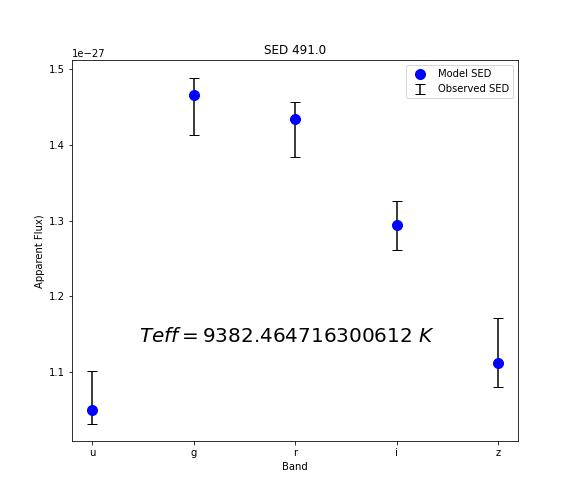 SED 491.0
1e−27
Model SED
Observed SED
1.5
1.4
1.3
1.2
1.1
Apparent Flux)
Teff = 9382.464716300612 K
u g r i z
Band